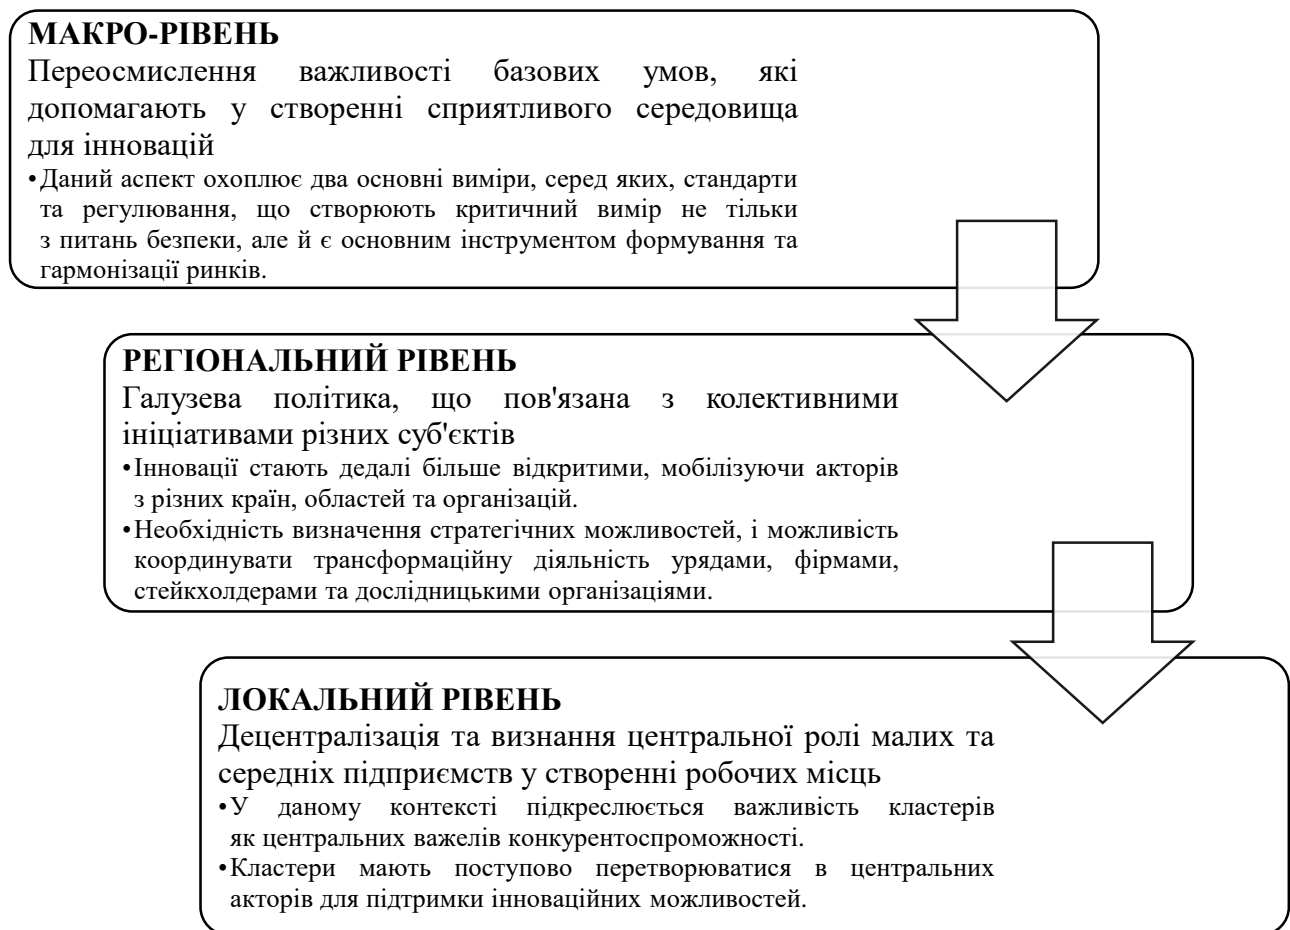 МАКРО-РІВЕНЬ
Переосмислення важливості базових умов, які
допомагають у створенні сприятливого середовища
для інновацій
•Даний аспект охоплює два основні виміри, серед яких, стандарти
та регулювання, що створюють критичний вимір не тільки
з питань безпеки, але й є основним інструментом формування та
гармонізації ринків.
РЕГІОНАЛЬНИЙ РІВЕНЬ
Галузева політика, що пов'язана з колективними
ініціативами різних суб'єктів
•Інновації стають дедалі більше відкритими, мобілізуючи акторів
з різних країн, областей та організацій.
•Необхідність визначення стратегічних можливостей, і можливість
координувати трансформаційну діяльність урядами, фірмами,
стейкхолдерами та дослідницькими організаціями.
ЛОКАЛЬНИЙ РІВЕНЬ
Децентралізація та визнання центральної ролі малих та
середніх підприємств у створенні робочих місць
•У даному контексті підкреслюється важливість кластерів
як центральних важелів конкурентоспроможності.
•Кластери мають поступово перетворюватися в центральних
акторів для підтримки інноваційних можливостей.